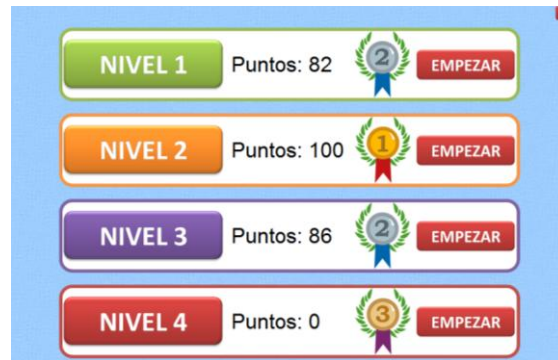 NIVEL 1 Puntos: 82 2 EMPEZAR
NIVEL 2 Puntos: 100 1 EMPEZAR
NIVEL 3 Puntos: 86 2 EMPEZAR
NIVEL 4 Puntos: 0 3 EMPEZAR